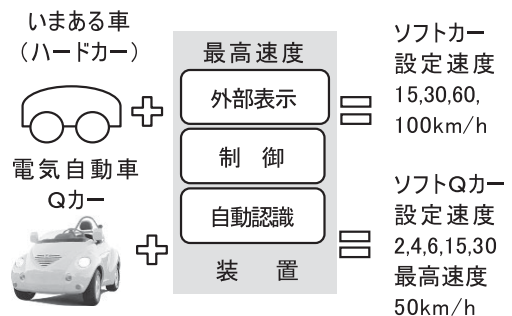 いまある車
（ハードカー）
電気自動車
Qカー
最高速度
外部表示
制　御
自動認識
装　置
ソフトカー
設定速度
15,30,60,
100km/h
ソフトQカー
設定速度
2,4,6,15,30
最高速度
50km/h